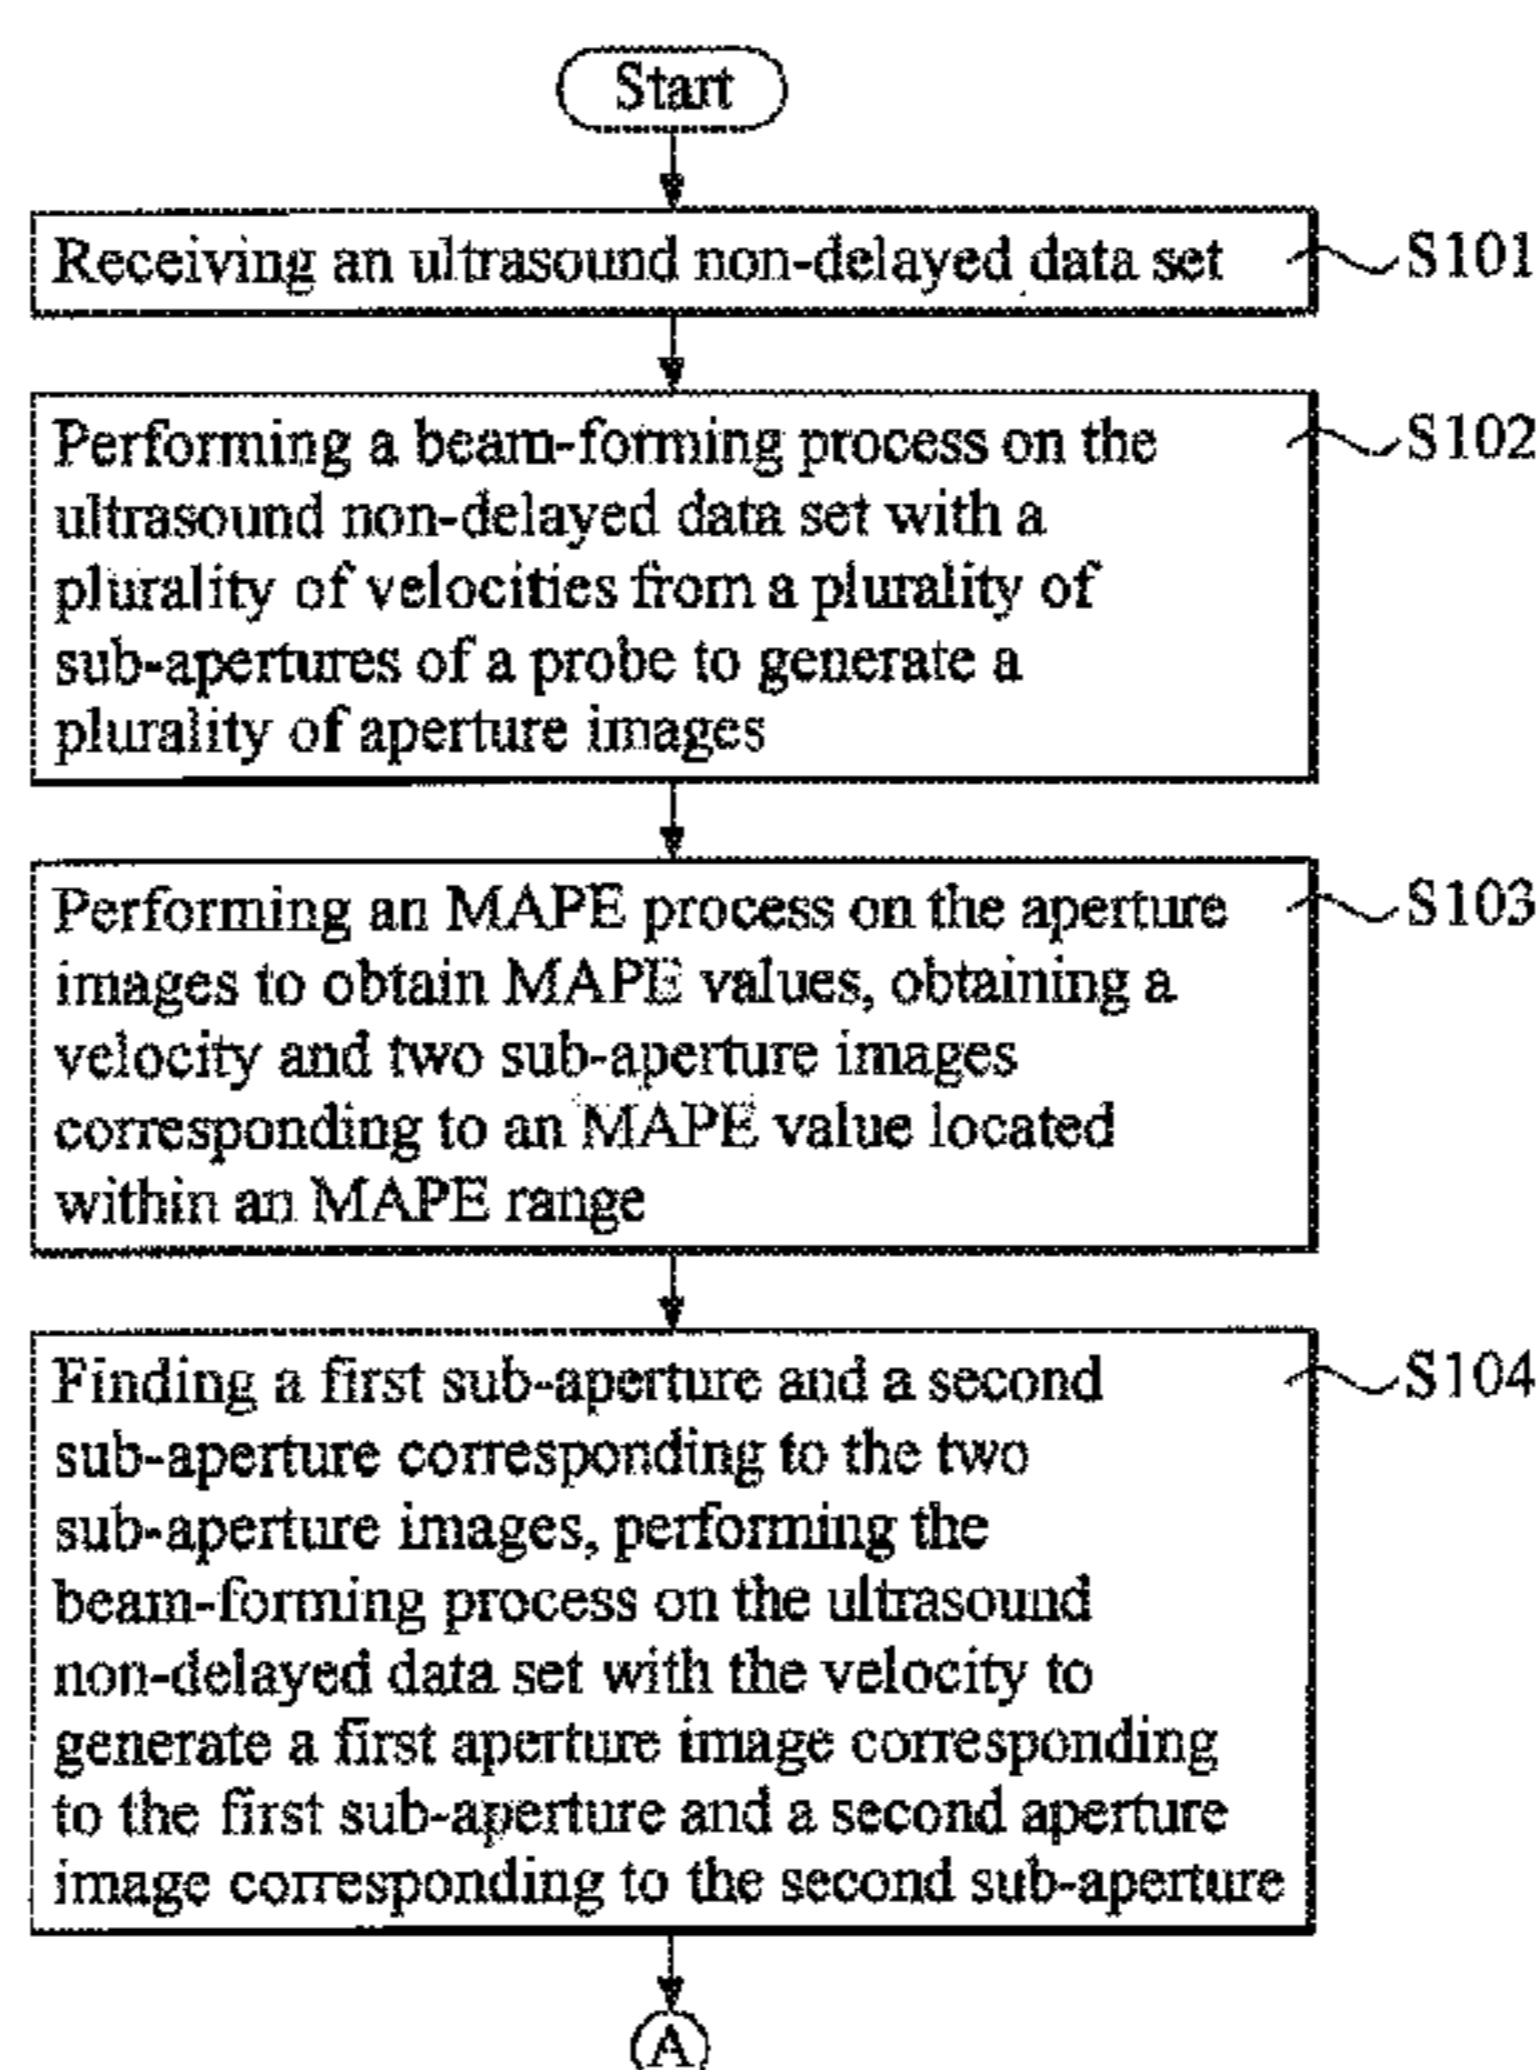 Start
Receiving an ultrasound non-delayed data set
S101
Performing a beam-forming process on the
ultrasound non-delayed data set with a
plurality of velocities from a plurality of
sub-apertures of a probe to generate a
plurality of aperture images
S102
Performing an MAPE process on the aperture
images to obtain MAPE values, obtaining a
velocity and two sub-aperture images
corresponding to an MAPE value located
within an MAPE range
S103
Finding a first sub-aperture and a second
sub-aperture corresponding to the two
sub-aperture images, performing the
beam-forming process on the ultrasound
non-delayed data set with the velocity to
generate a first aperture image corresponding
to the first sub-aperture and a second aperture
image corresponding to the second sub-aperture
S104
A